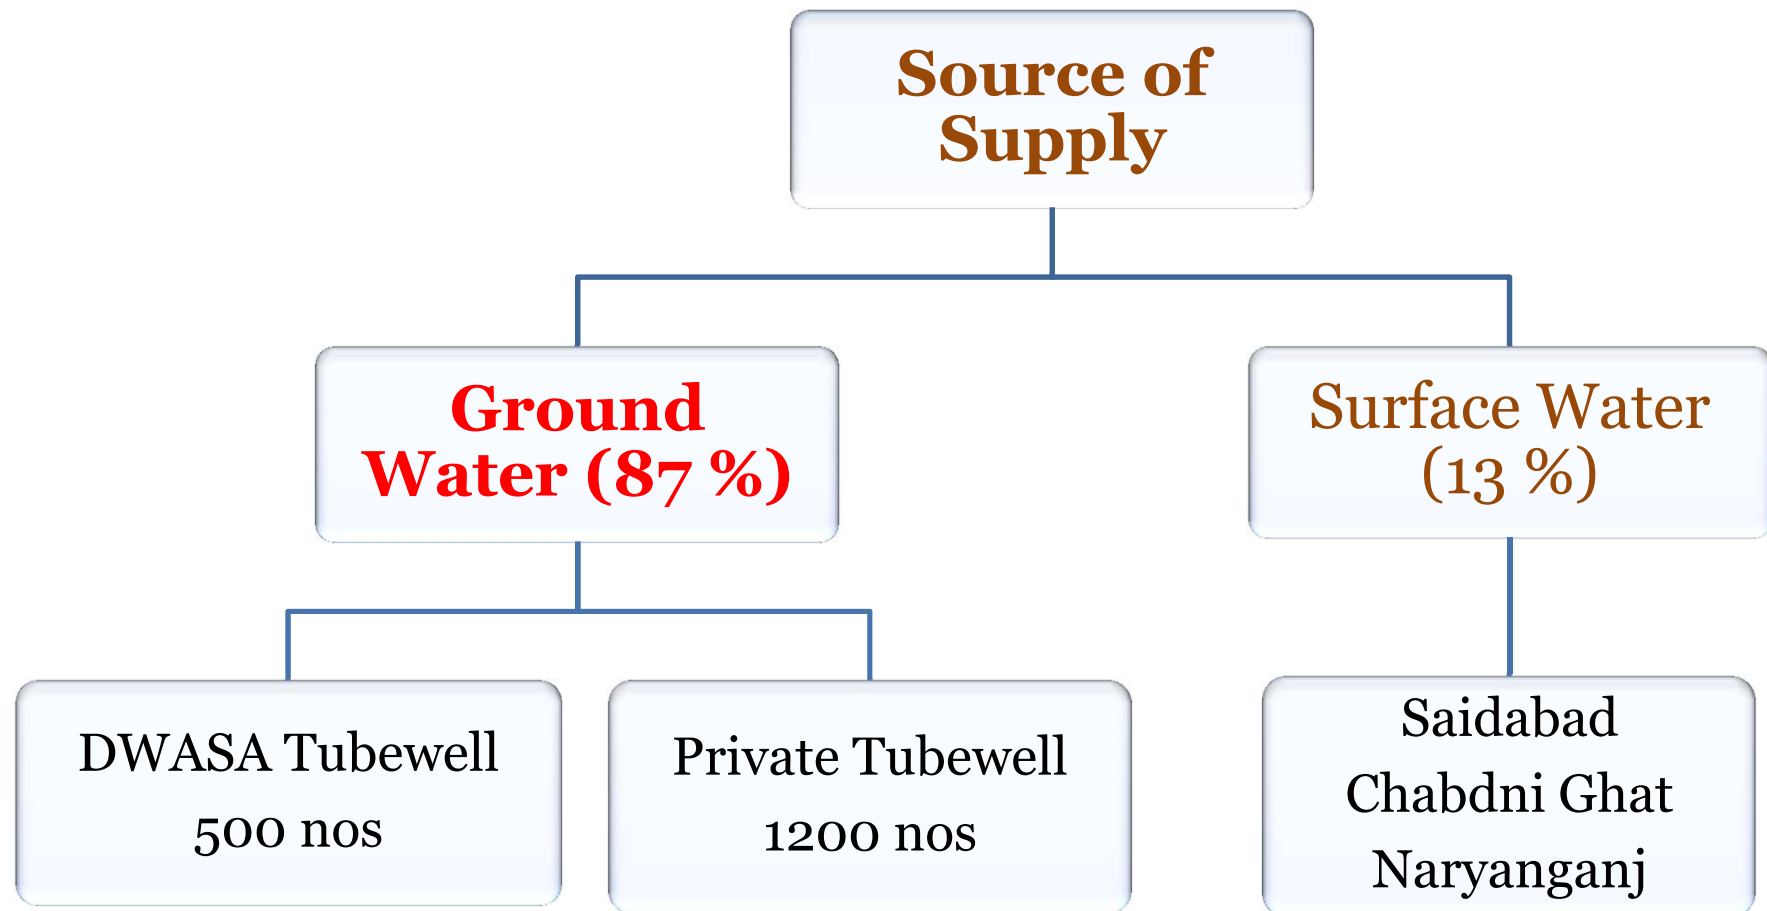 Source of
Supply
Ground
Water (87 %)
Surface Water
(13 %)
DWASA Tubewell
500 nos
Private Tubewell
1200 nos
Saidabad
Chabdni Ghat
Naryanganj